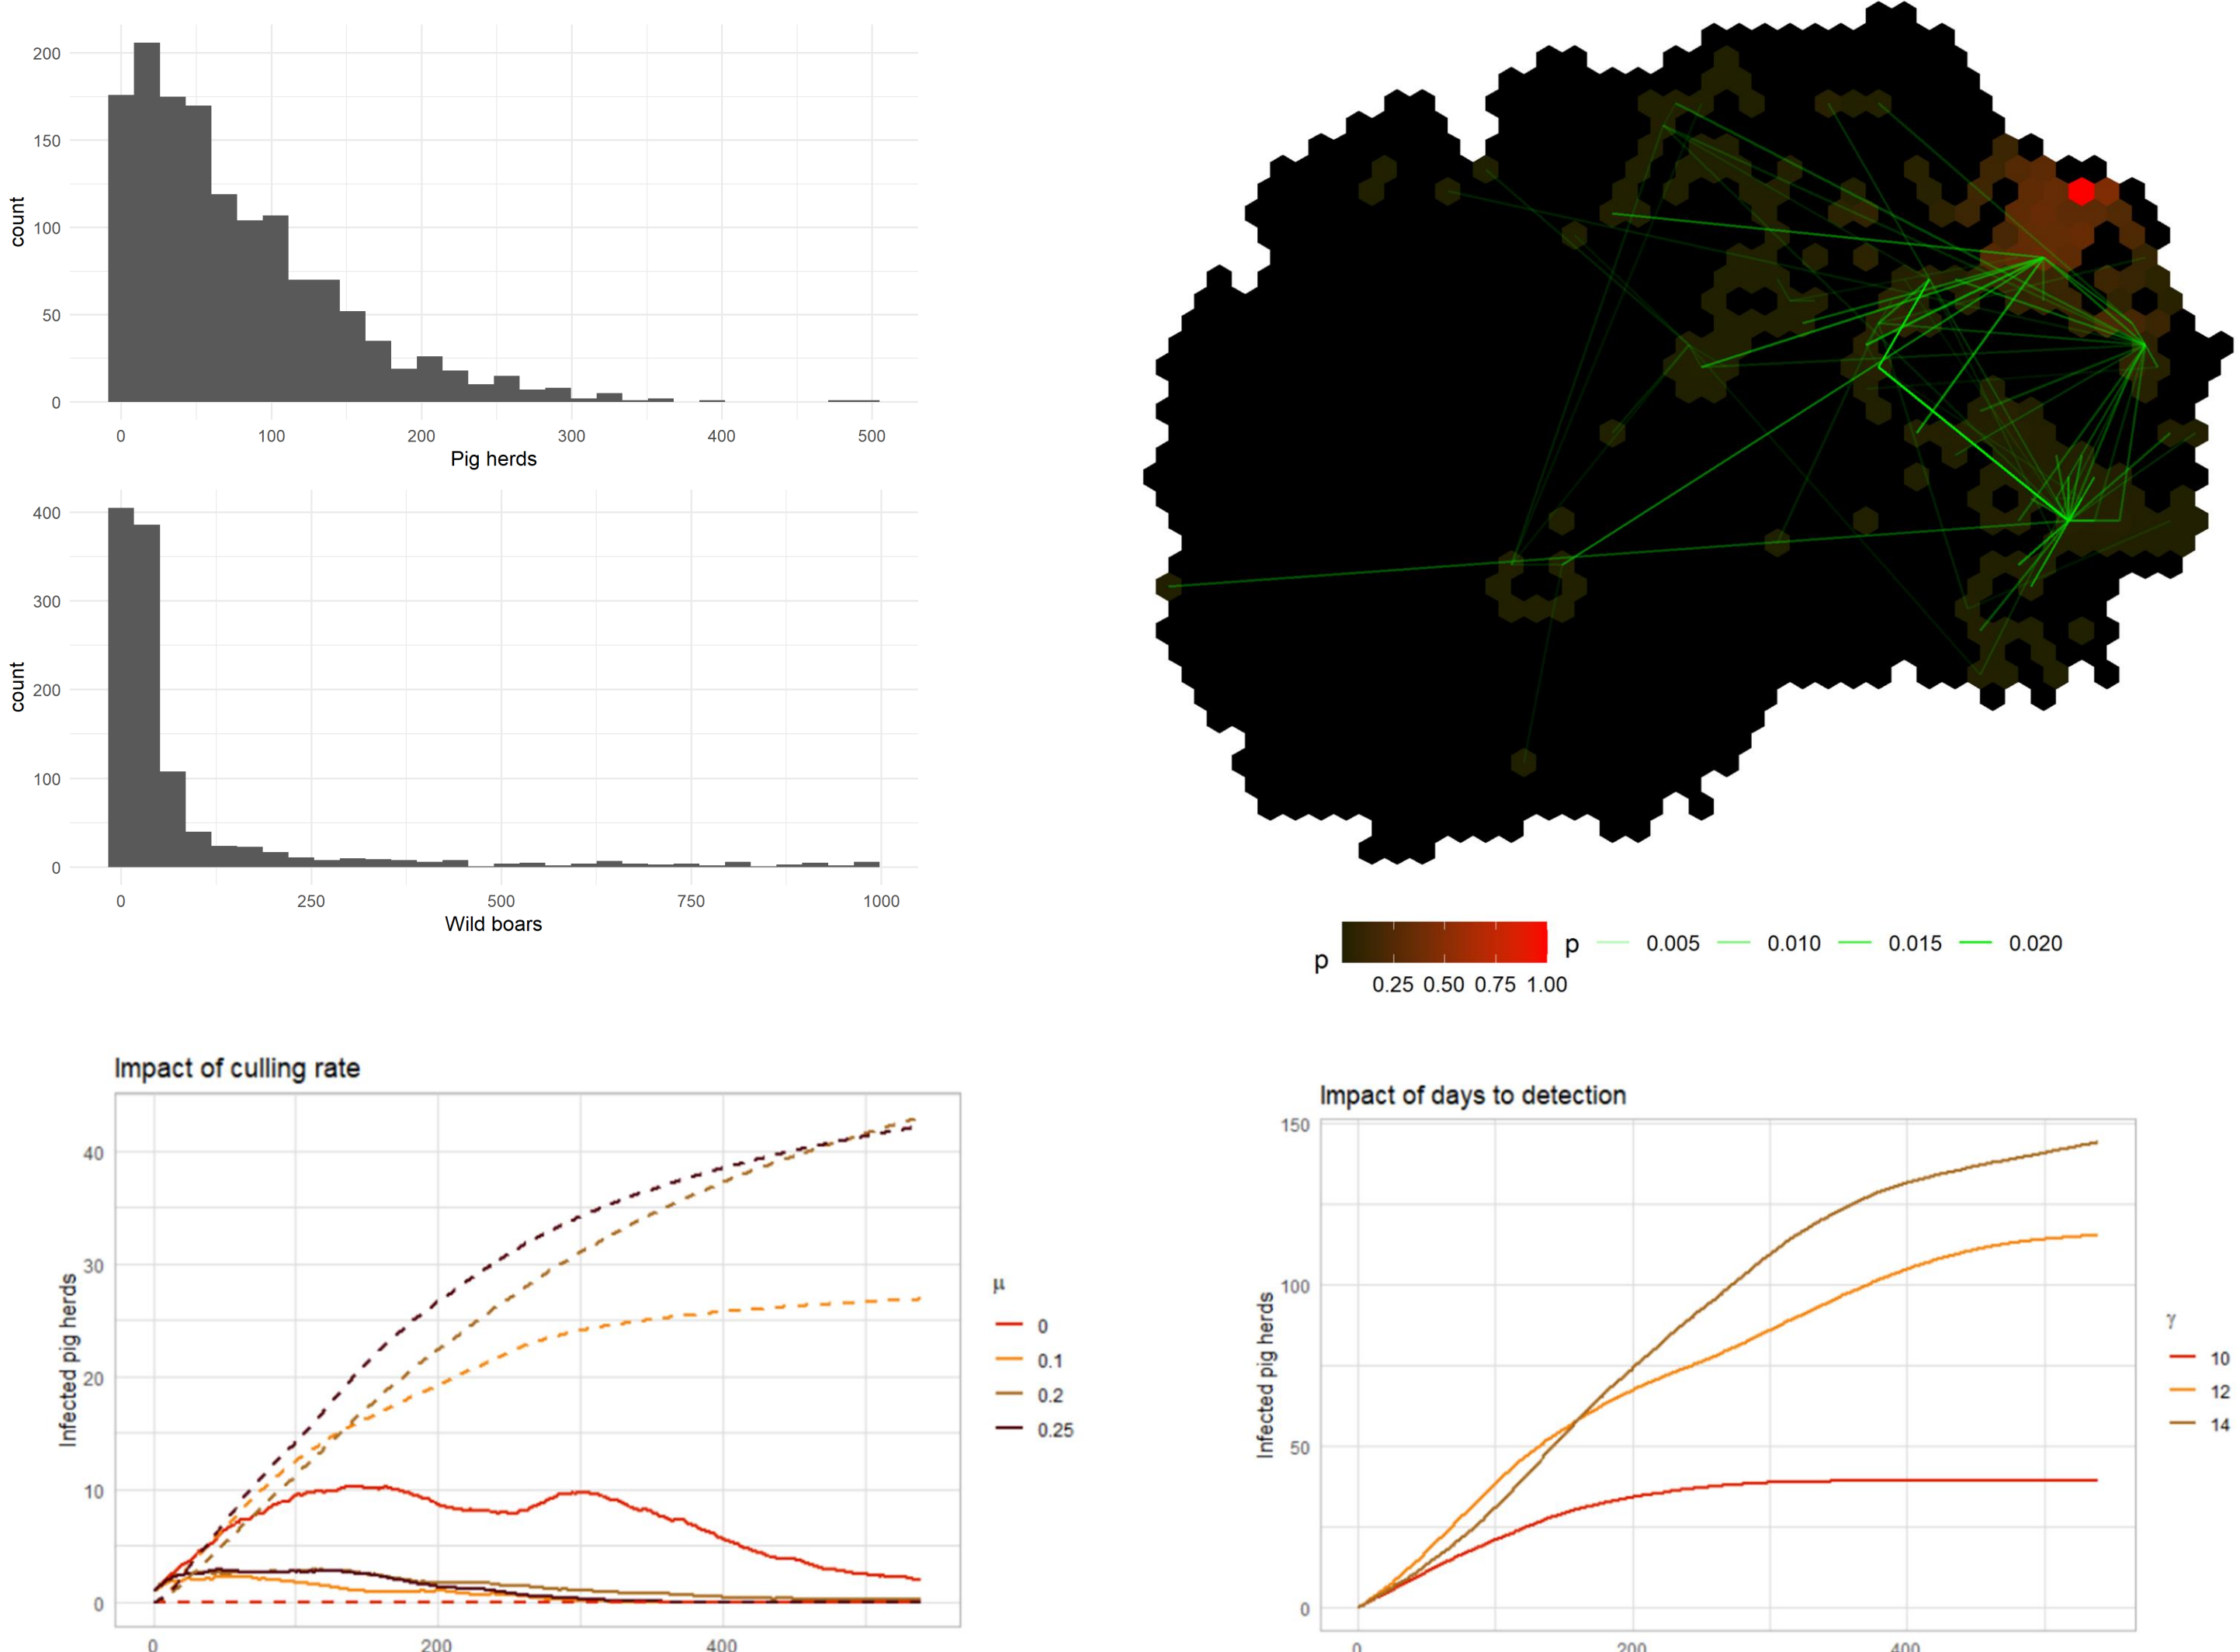 200
150
100
50
0
count
0 100 200 300 400 500
Pig herds
400
300
200
100
0
count
0 250 500 750 1000
Wild boars
p
0.25 0.50 0.75 1.00
p 0.005 0.010 0.015 0.020
Impact of culling rate
40
30
20
10
0
Infected pig herds
0 200 400
μ
0
0.1
0.2
0.25
Impact of days to detection
150
100
50
0
Infected pig herds
0 200 400
γ
10
12
14